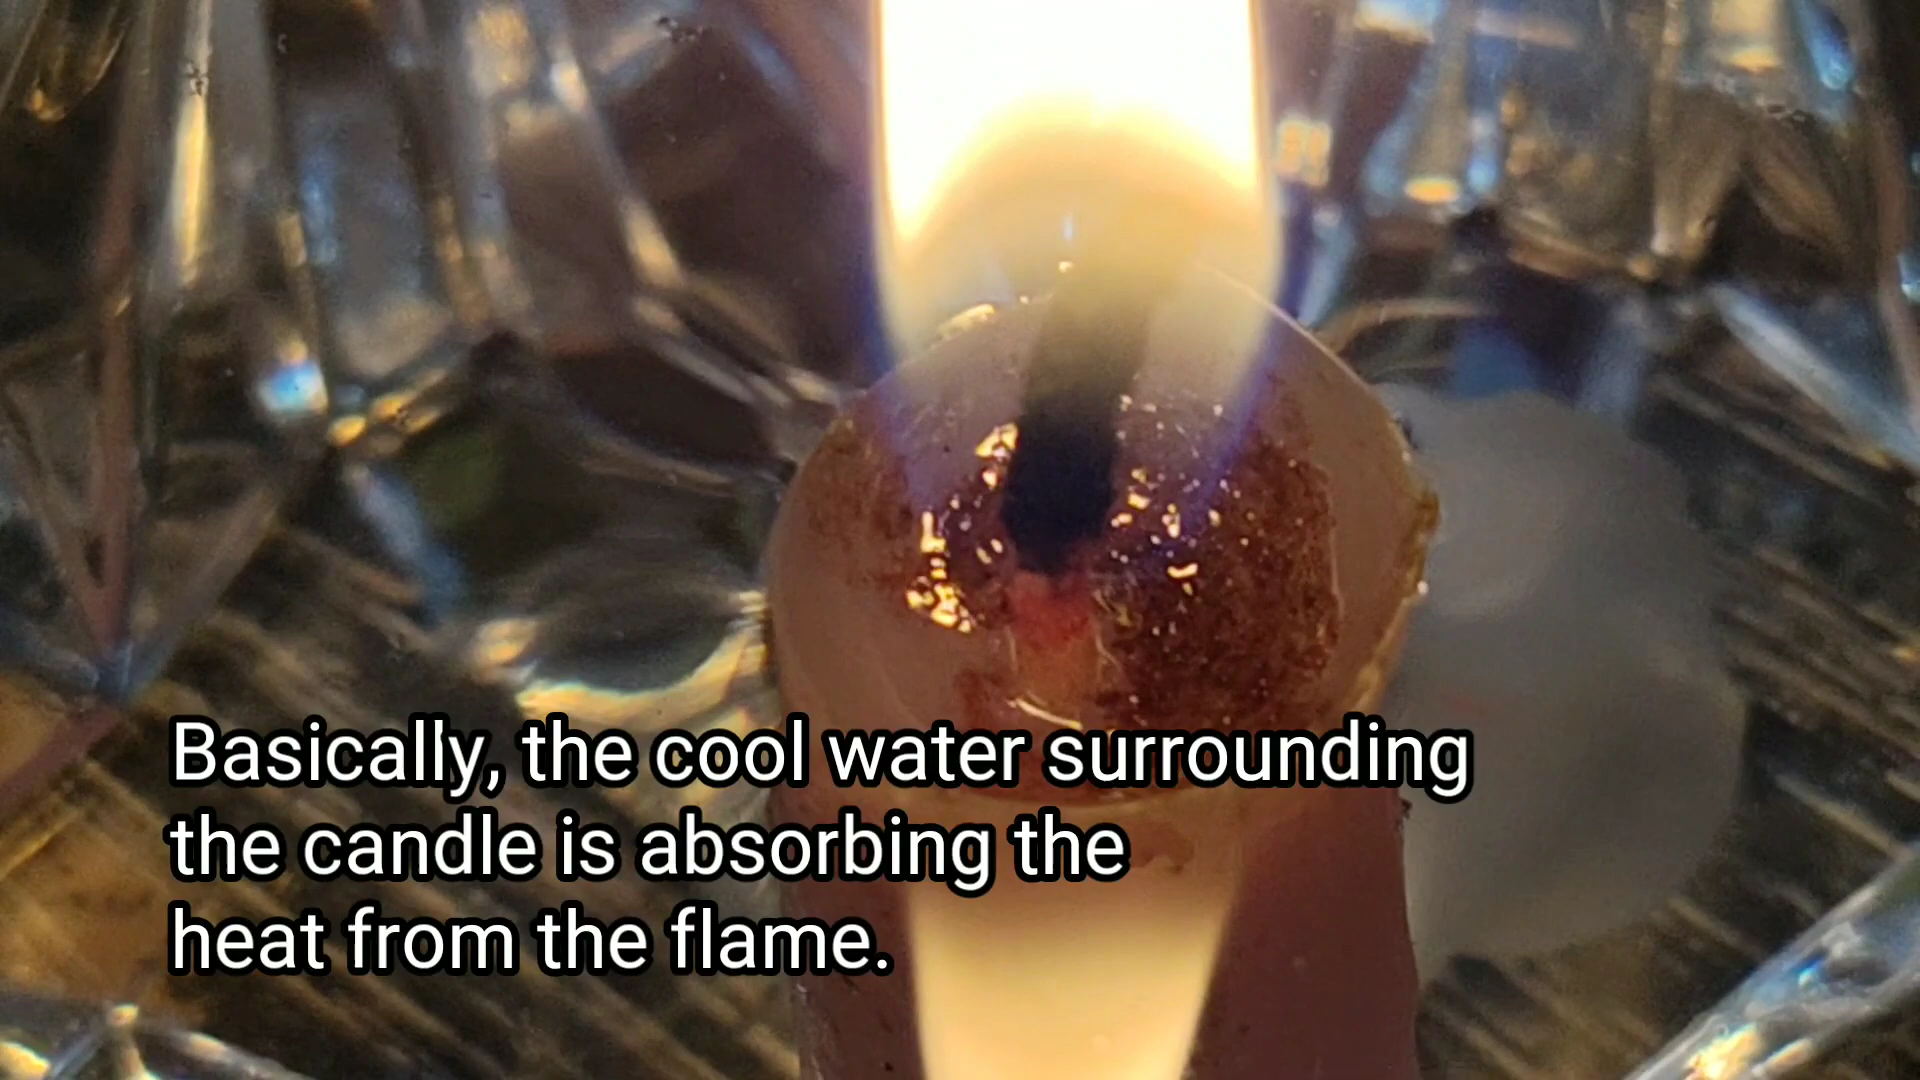 Basically, the cool water surrounding
the candle is absorbing the
heat from the flame.